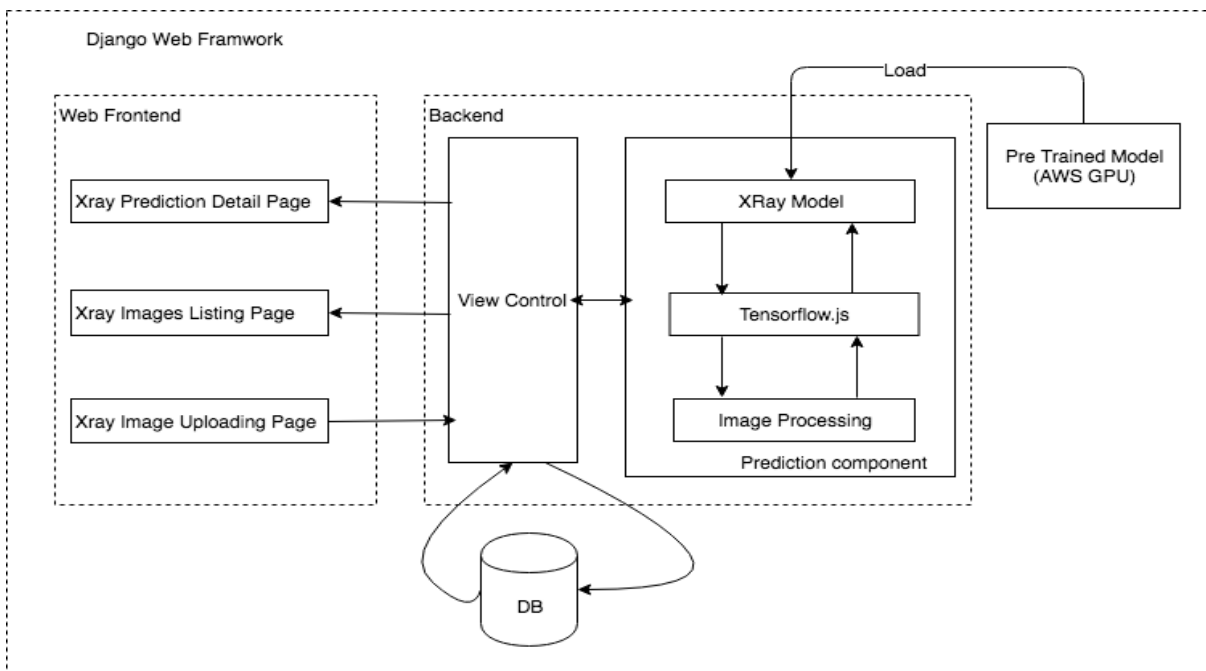 Django Web Framwork
Load
Web Frontend
Backend
Pre Trained Model
(AWS GPU)
Xray Prediction Detail Page
XRay Model
View Control
Xray Images Listing Page
Tensorflow.js
Xray Image Uploading Page
Image Processing
Prediction component
DB